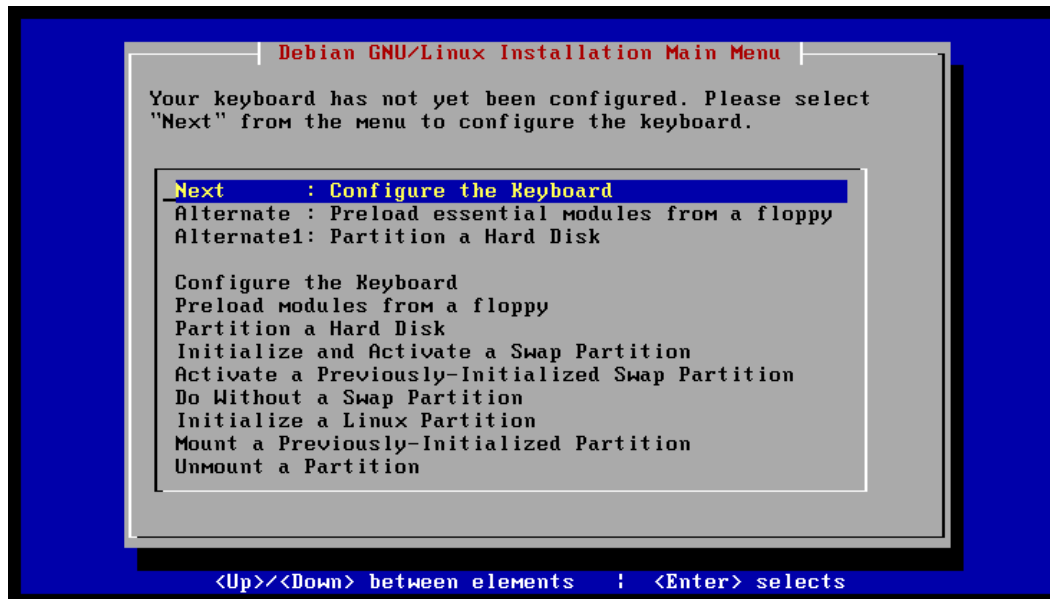 Debian GNU/Linux Installation Main Menu
Your keyboard has not yet been configured. Please select
"Next" from the menu to configure the keyboard.
Next      : Configure the Keyboard
Alternate : Preload essential modules from a floppy
Alternate1: Partition a Hard Disk
Configure the Keyboard
Preload modules from a floppy
Partition a Hard Disk
Initialize and Activate a Swap Partition
Activate a Previously-Initialized Swap Partition
Do Without a Swap Partition
Initialize a Linux Partition
Mount a Previously-Initialized Partition
Unmount a Partition
<Up>/<Down> between elements   ¦  <Enter> selects